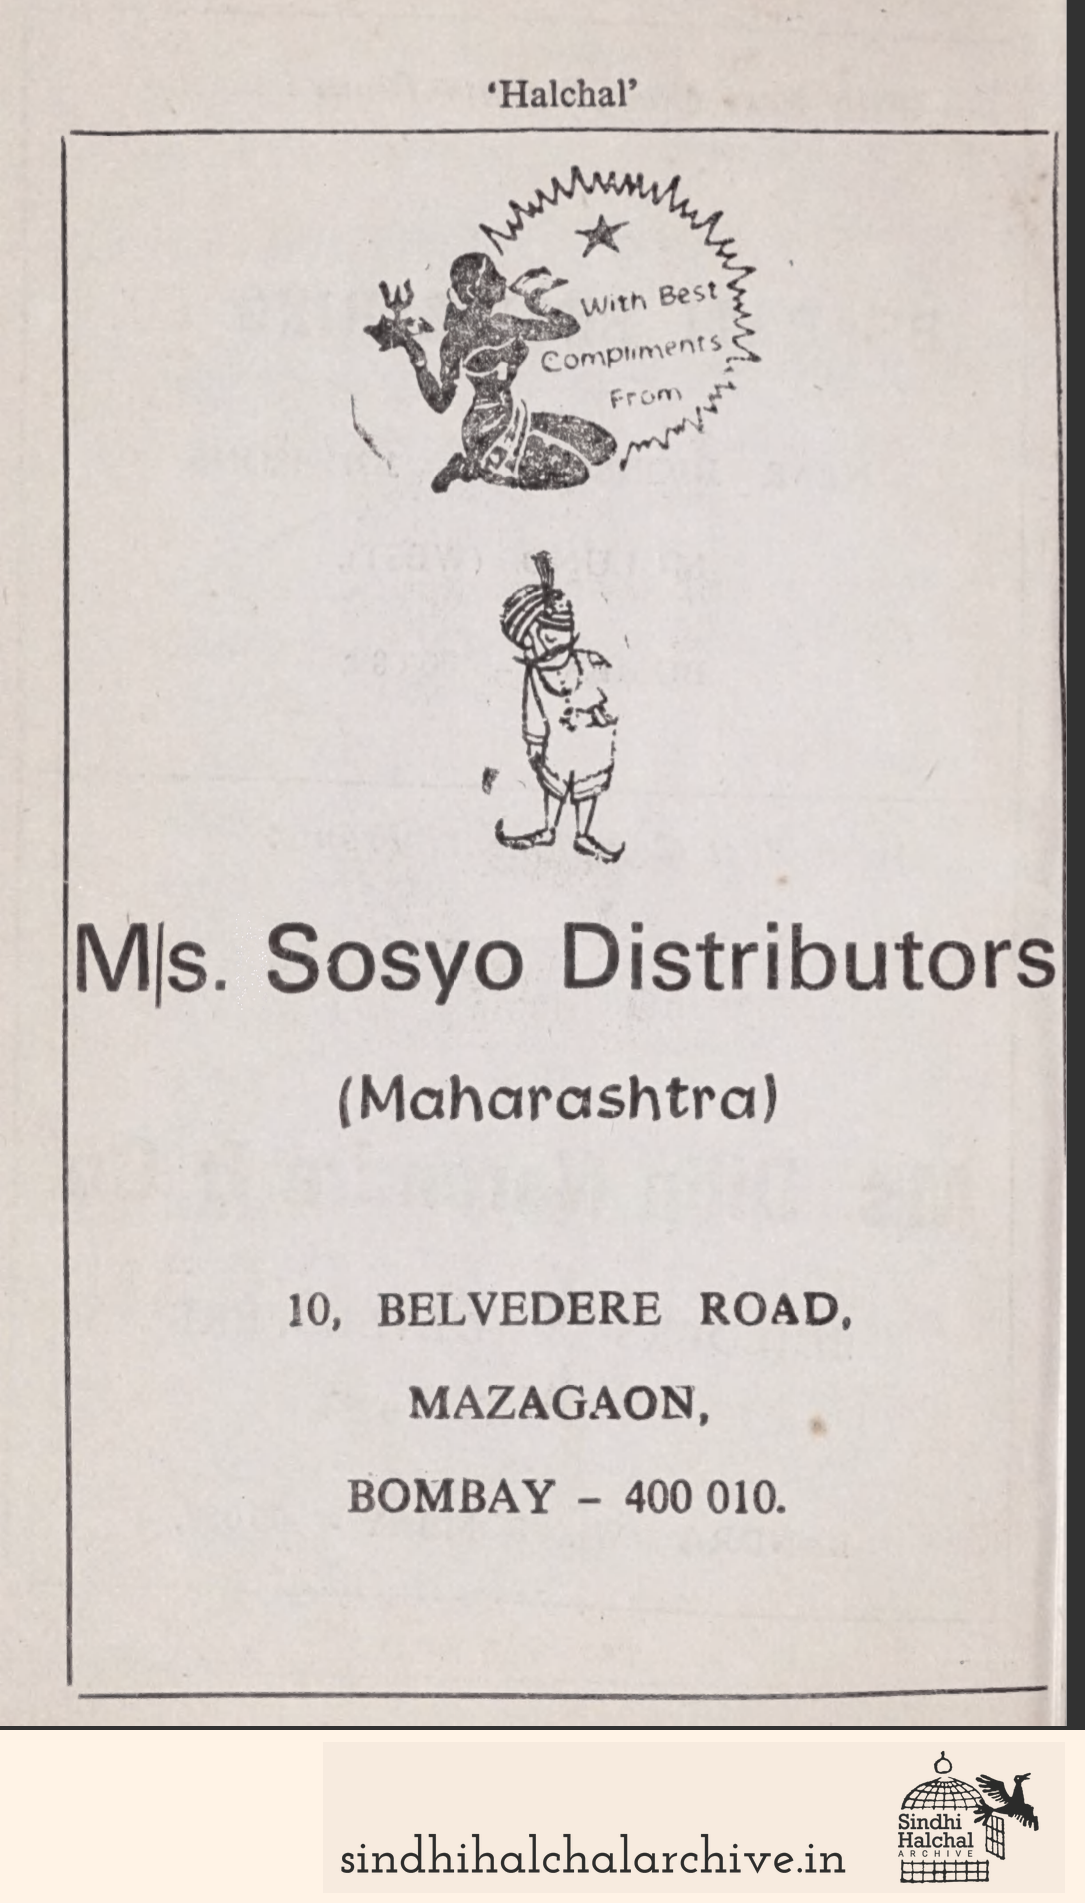 ‘Halchal’
With Best
Compliments
From
M/s. Sosyo Distributors
(Maharashtra)
10, BELVEDERE ROAD,
MAZAGAON,
BOMBAY – 400 010.
sindhihalchalarchive.in
Sindhi
Halchal
ARCHIVE